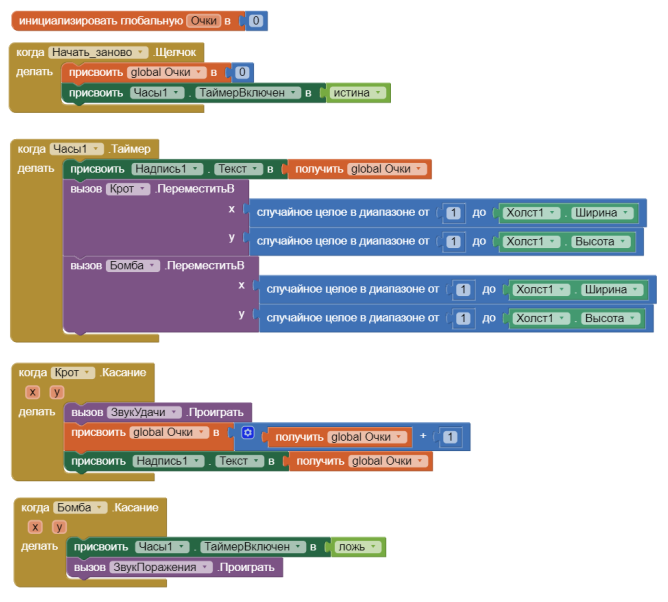 инициализировать глобальную Очки в 0
когда Начать_заново .Щелчок
делать присвоить global Очки в 0
присвоить Часы1 . ТаймерВключен в истина
когда Часы1 .Таймер
делать присвоить Надпись1 . Текст в получить global Очки
вызов Крот .ПереместитьВ
x случайное целое в диапазоне от 1 до Холст1 . Ширина
y случайное целое в диапазоне от 1 до Холст1 . Высота
вызов Бомба .ПереместитьВ
x случайное целое в диапазоне от 1 до Холст1 . Ширина
y случайное целое в диапазоне от 1 до Холст1 . Высота
когда Крот .Касание
x y
делать вызов ЗвукУдачи .Проиграть
присвоить global Очки в получить global Очки + 1
присвоить Надпись1 . Текст в получить global Очки
когда Бомба .Касание
x y
делать присвоить Часы1 . ТаймерВключен в ложь
вызов ЗвукПоражения .Проиграть